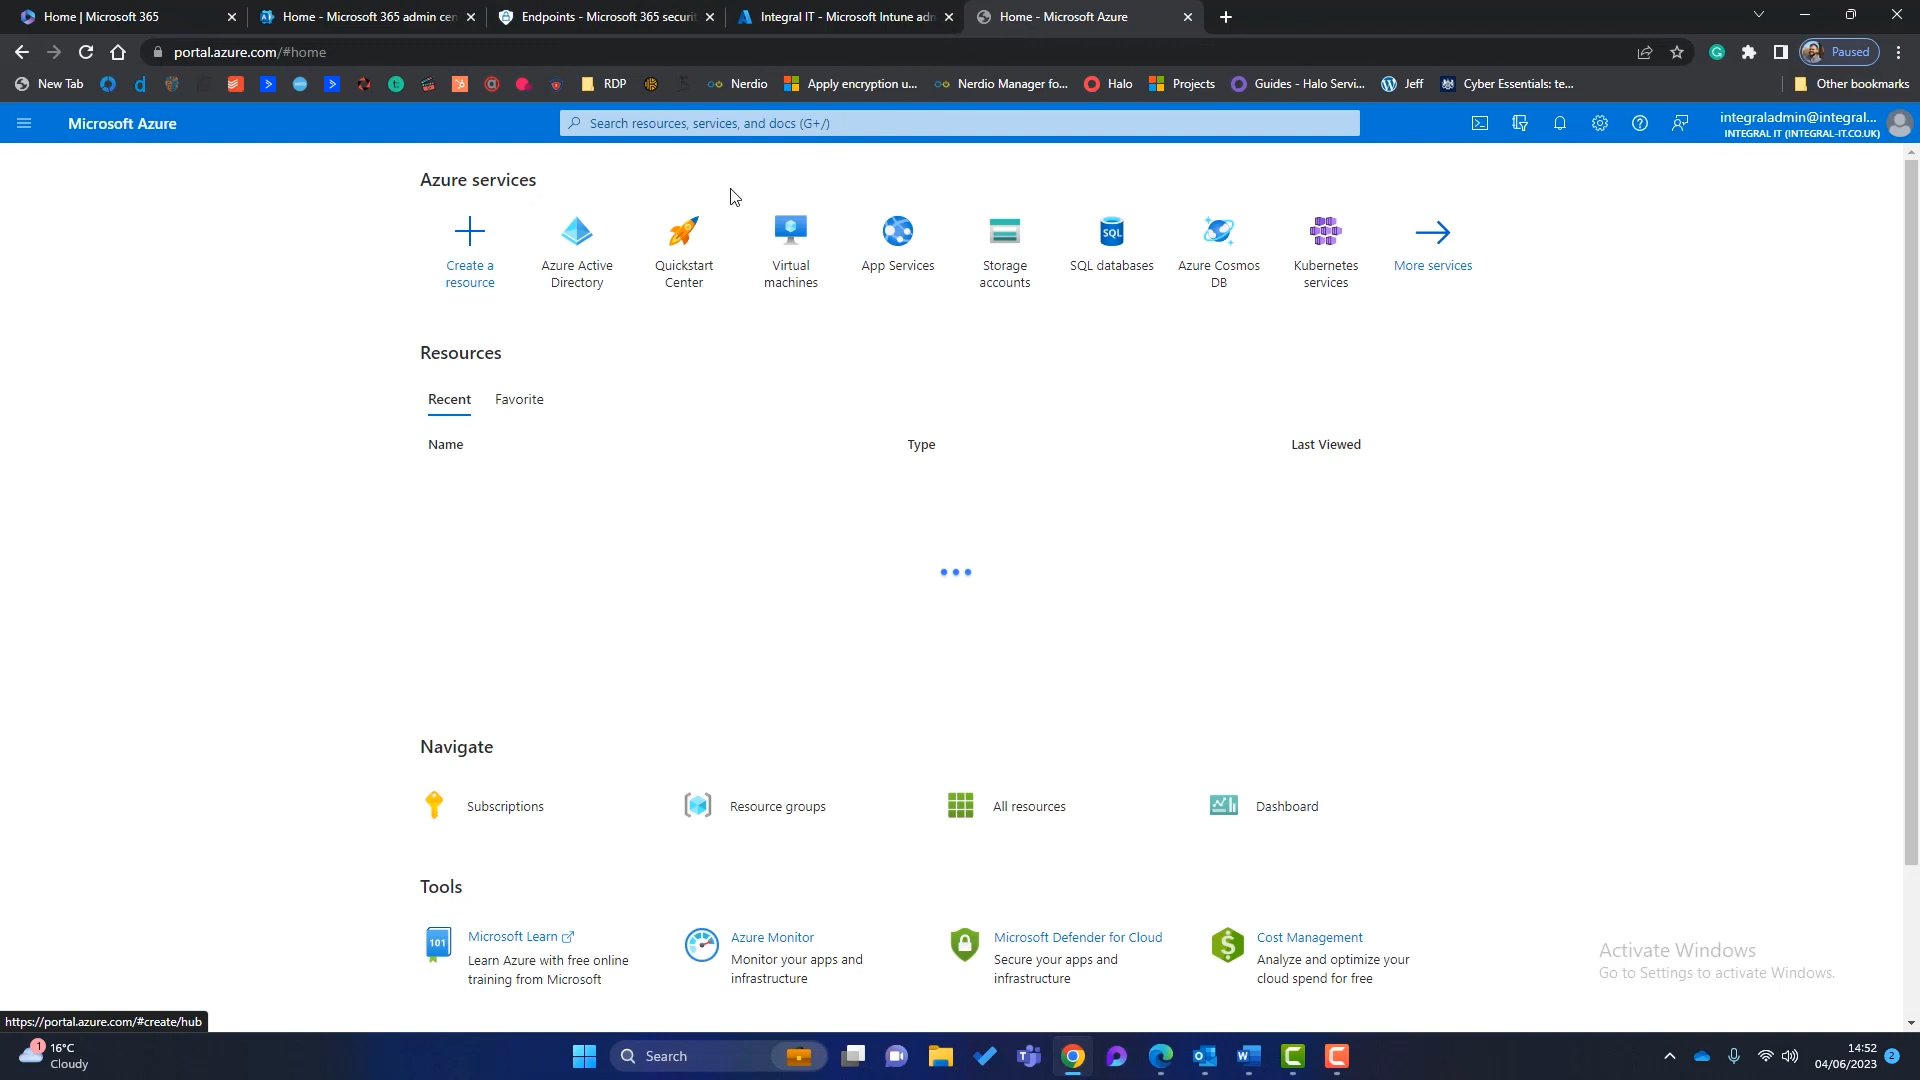 Home | Microsoft 365
Home - Microsoft 365 admin cen
Endpoints - Microsoft 365 securi
Integral IT - Microsoft Intune adm
Home - Microsoft Azure
portal.azure.com/#home
Paused
New Tab
RDP
Nerdio
Apply encryption u...
Nerdio Manager fo...
Halo
Projects
Guides - Halo Servi...
Jeff
Cyber Essentials: te...
Other bookmarks
Microsoft Azure
Search resources, services, and docs (G+/)
integraladmin@integral...
INTEGRAL IT (INTEGRAL-IT.CO.UK)
Azure services
Create a
resource
Azure Active
Directory
Quickstart
Center
Virtual
machines
App Services
Storage
accounts
SQL
SQL databases
Azure Cosmos
DB
Kubernetes
services
More services
Resources
Recent
Favorite
Name
Type
Last Viewed
Navigate
Subscriptions
Resource groups
All resources
Dashboard
Tools
101
Microsoft Learn
Learn Azure with free online
training from Microsoft
Azure Monitor
Monitor your apps and
infrastructure
Microsoft Defender for Cloud
Secure your apps and
infrastructure
Cost Management
Analyze and optimize your
cloud spend for free
Activate Windows
Go to Settings to activate Windows.
https://portal.azure.com/#create/hub
1
16°C
Cloudy
Search
14:52
04/06/2023
2